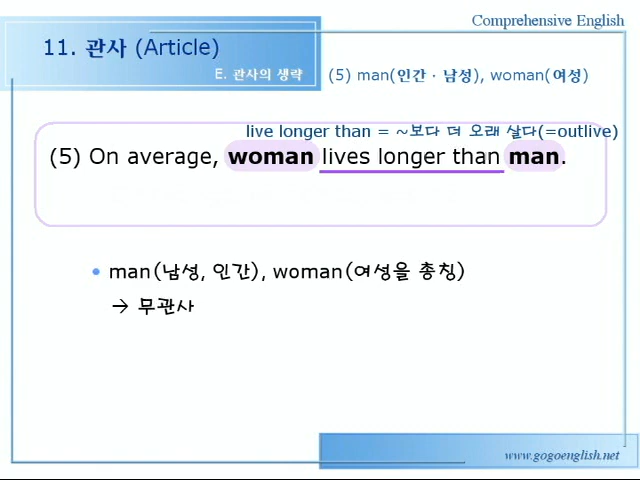 Comprehensive English
11. 관사 (Article)
E. 관사의 생략
(5) man(인간 · 남성), woman(여성)
live longer than = ~보다 더 오래 살다(=outlive)
(5) On average, woman lives longer than man.
• man(남성, 인간), woman(여성을 총칭)
→ 무관사
www.gogoenglish.net